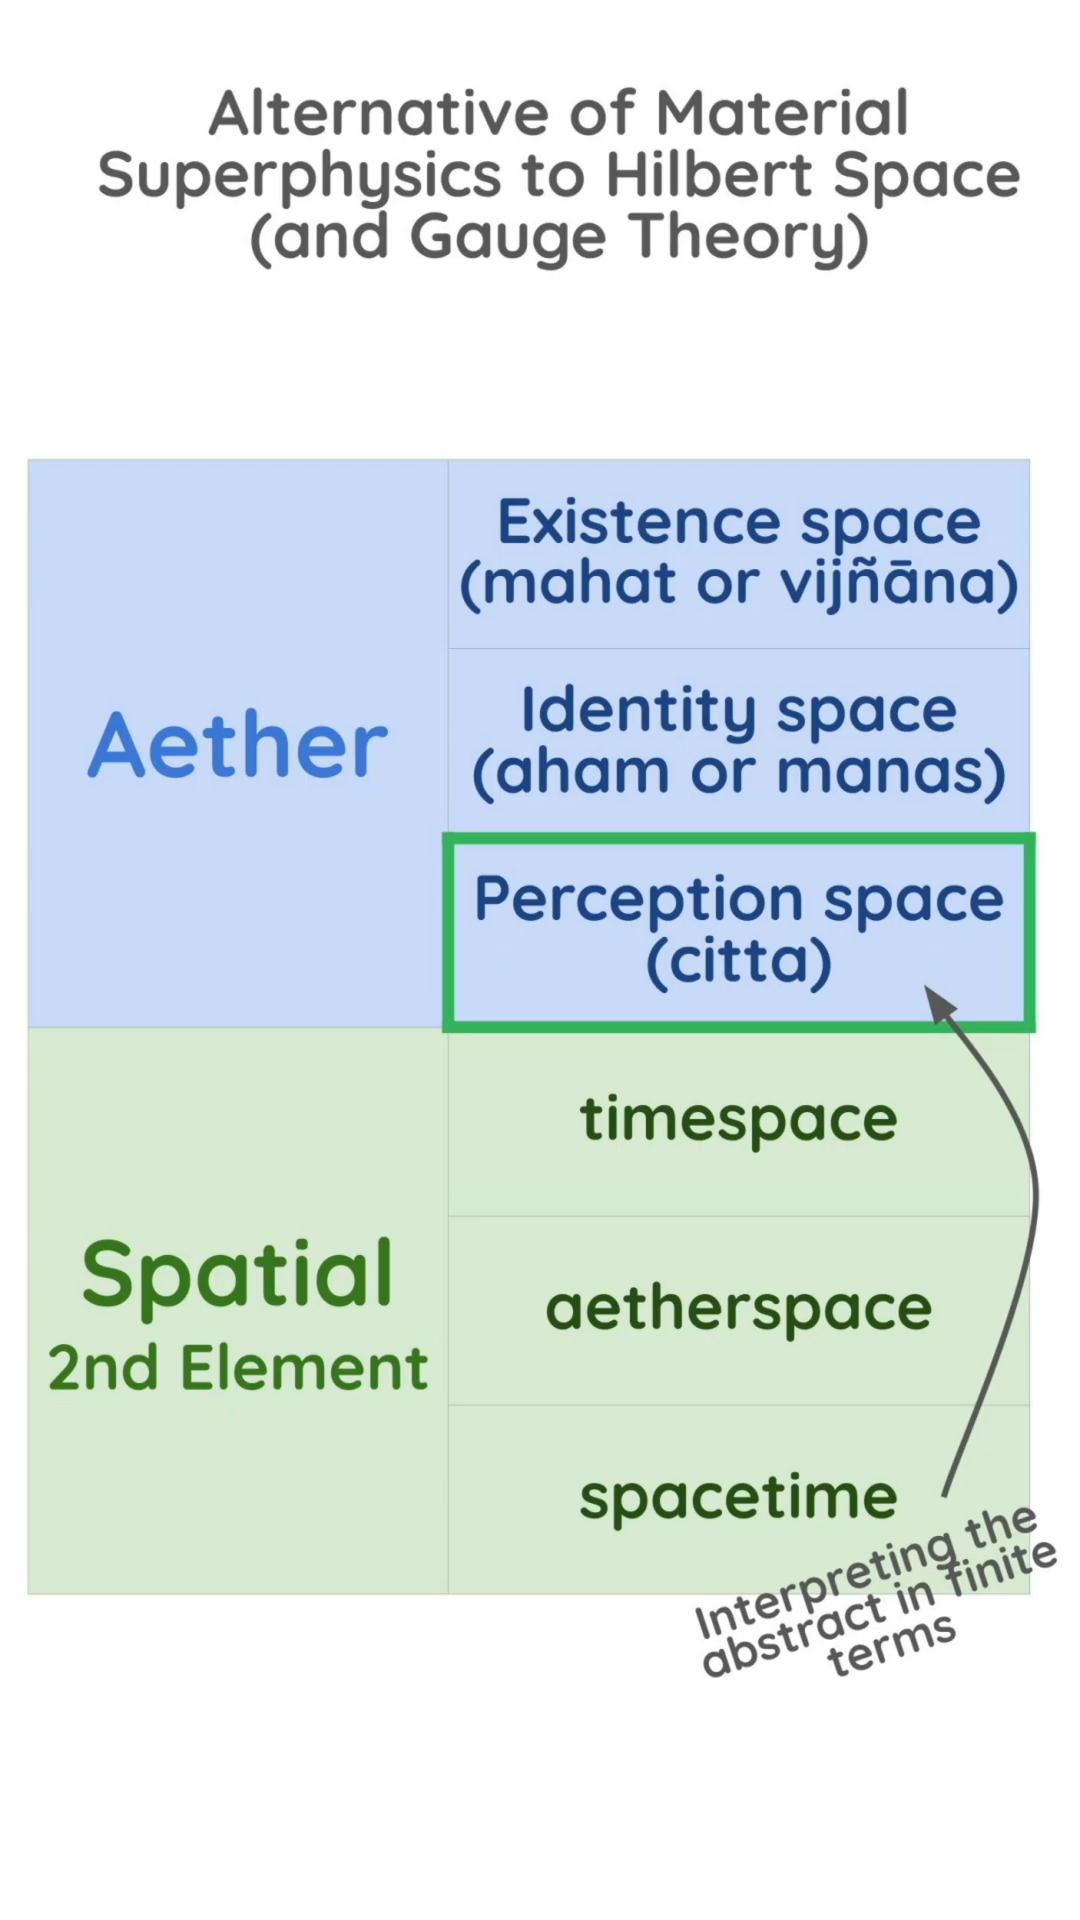 Alternative of Material
Superphysics to Hilbert Space
(and Gauge Theory)
Aether
Existence space
(mahat or vijñāna)
Identity space
(aham or manas)
Perception space
(citta)
Spatial
2nd Element
timespace
aetherspace
spacetime
Interpreting the
abstract in finite
terms